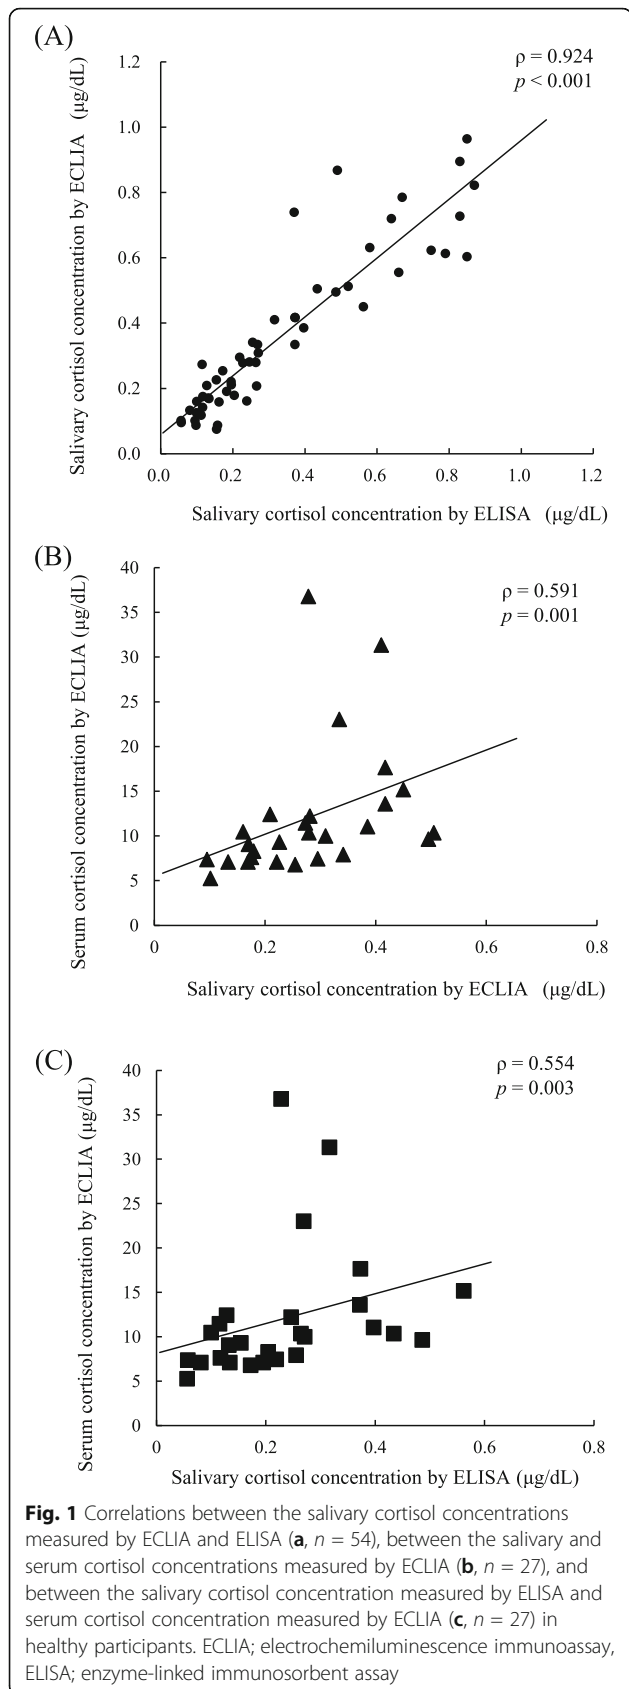 (A)
ρ = 0.924
p < 0.001
Salivary cortisol concentration by ECLIA (µg/dL)
1.2
1.0
0.8
0.6
0.4
0.2
0.0
0.0 0.2 0.4 0.6 0.8 1.0 1.2
Salivary cortisol concentration by ELISA (µg/dL)
(B)
ρ = 0.591
p = 0.001
Serum cortisol concentration by ECLIA (µg/dL)
40
35
30
25
20
15
10
5
0
0 0.2 0.4 0.6 0.8
Salivary cortisol concentration by ECLIA (µg/dL)
(C)
ρ = 0.554
p = 0.003
Serum cortisol concentration by ECLIA (µg/dL)
40
35
30
25
20
15
10
5
0
0 0.2 0.4 0.6 0.8
Salivary cortisol concentration by ELISA (µg/dL)
Fig. 1 Correlations between the salivary cortisol concentrations
measured by ECLIA and ELISA (a, n = 54), between the salivary and
serum cortisol concentrations measured by ECLIA (b, n = 27), and
between the salivary cortisol concentration measured by ELISA and
serum cortisol concentration measured by ECLIA (c, n = 27) in
healthy participants. ECLIA; electrochemiluminescence immunoassay,
ELISA; enzyme-linked immunosorbent assay